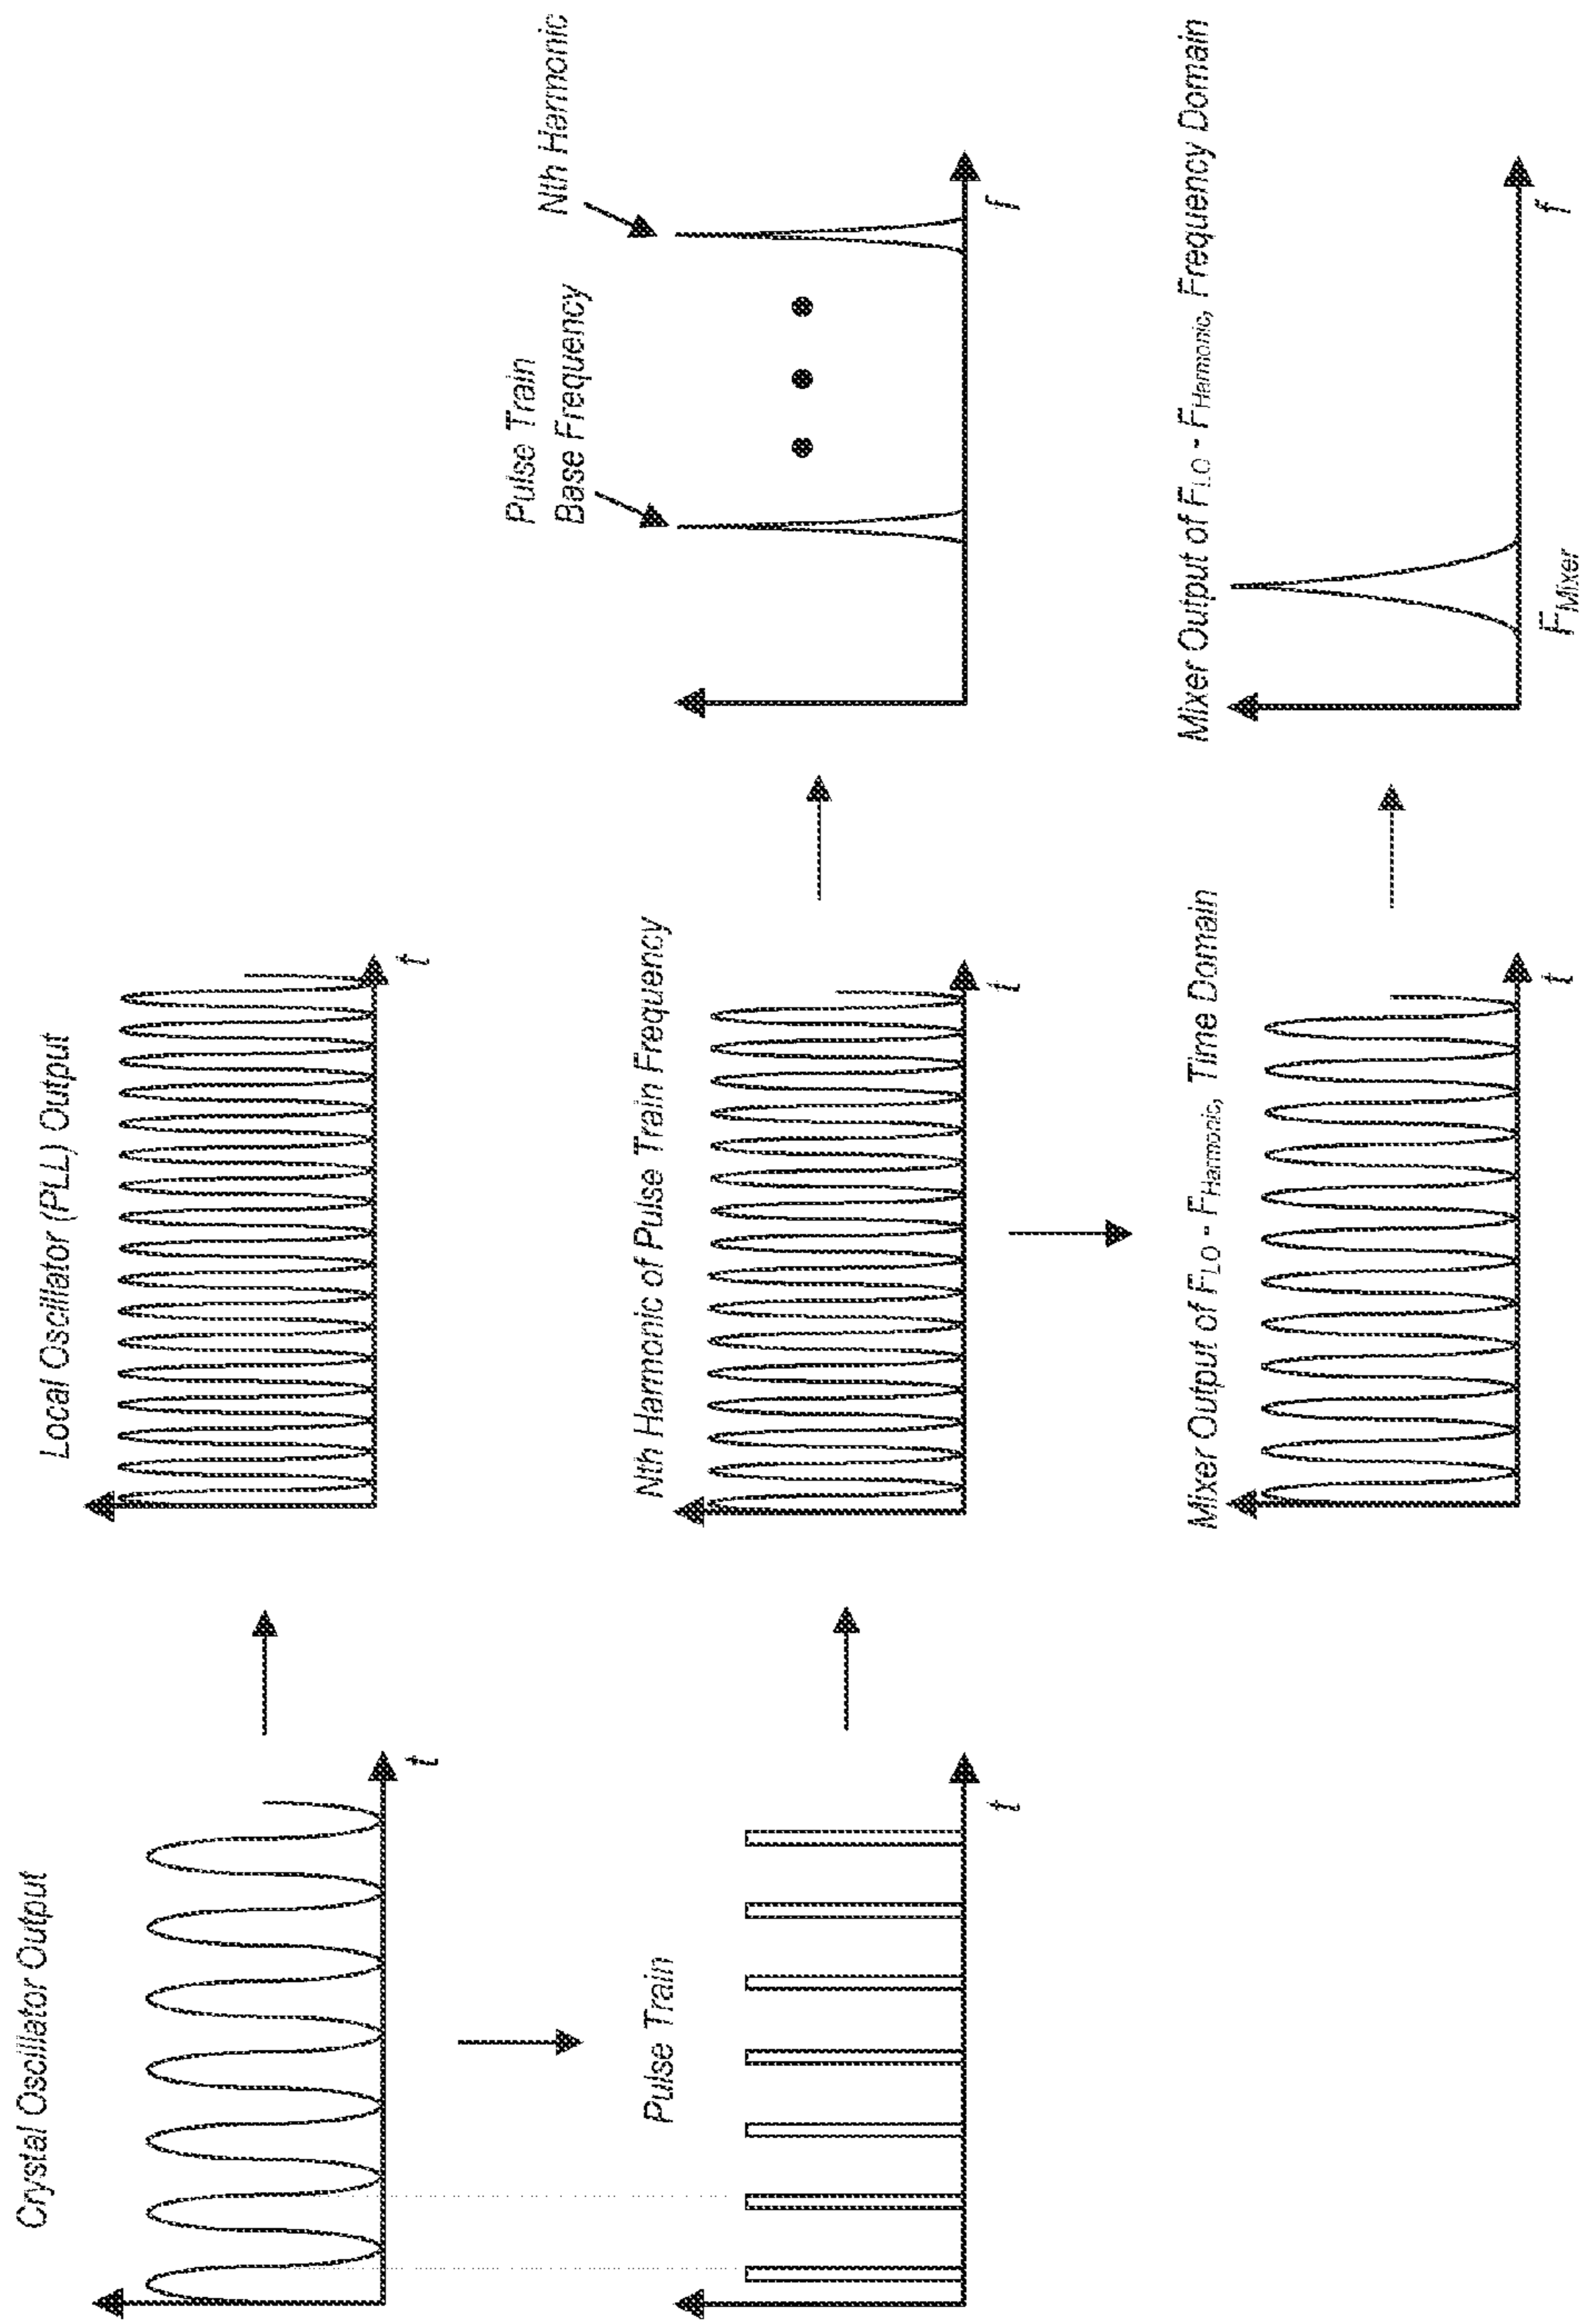 Crystal Oscillator Output
t
Local Oscillator (PLL) Output
t
Pulse Train
t
Nth Harmonic of Pulse Train Frequency
t
Pulse Train
Base Frequency
Nth Hermonic
f
Mixer Output of FLO - FHarmonic, Time Domain
t
Mixer Output of FLO - FHarmonic, Frequency Domain
FMixer
f